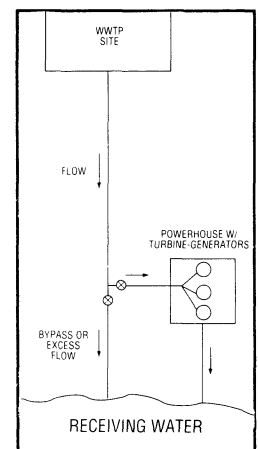 WWTP
SITE
FLOW
POWERHOUSE W/
TURBINE-GENERATORS
BYPASS OR
EXCESS
FLOW
RECEIVING WATER